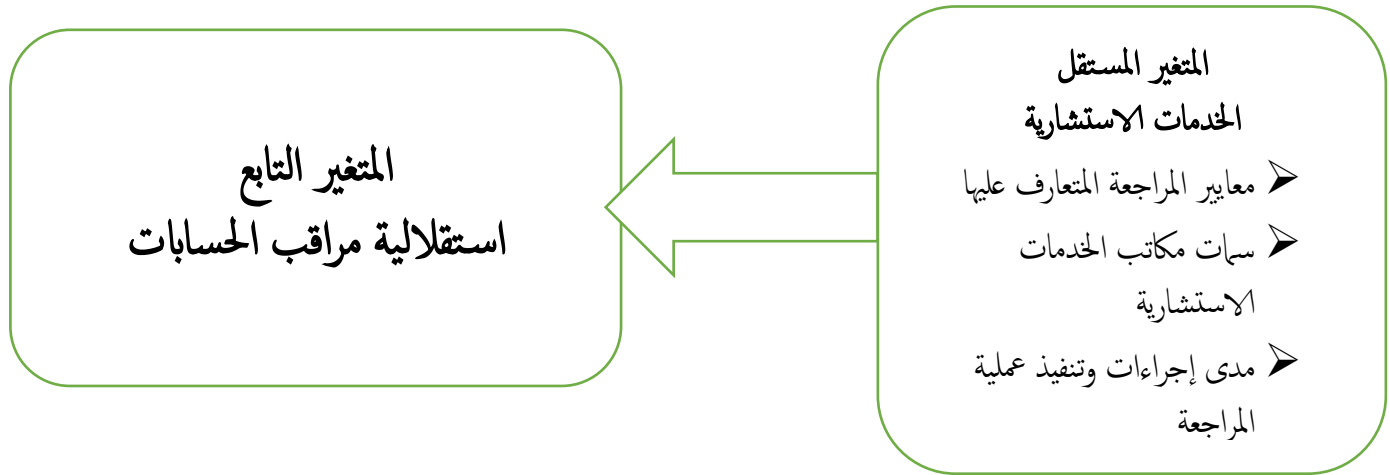 المتغير المستقل
الخدمات الاستشارية
معايير المراجعة المتعارف عليها
سمات مكاتب الخدمات
الاستشارية
مدى إجراءات وتنفيذ عملية
المراجعة
المتغير التابع
استقلالية مراقب الحسابات